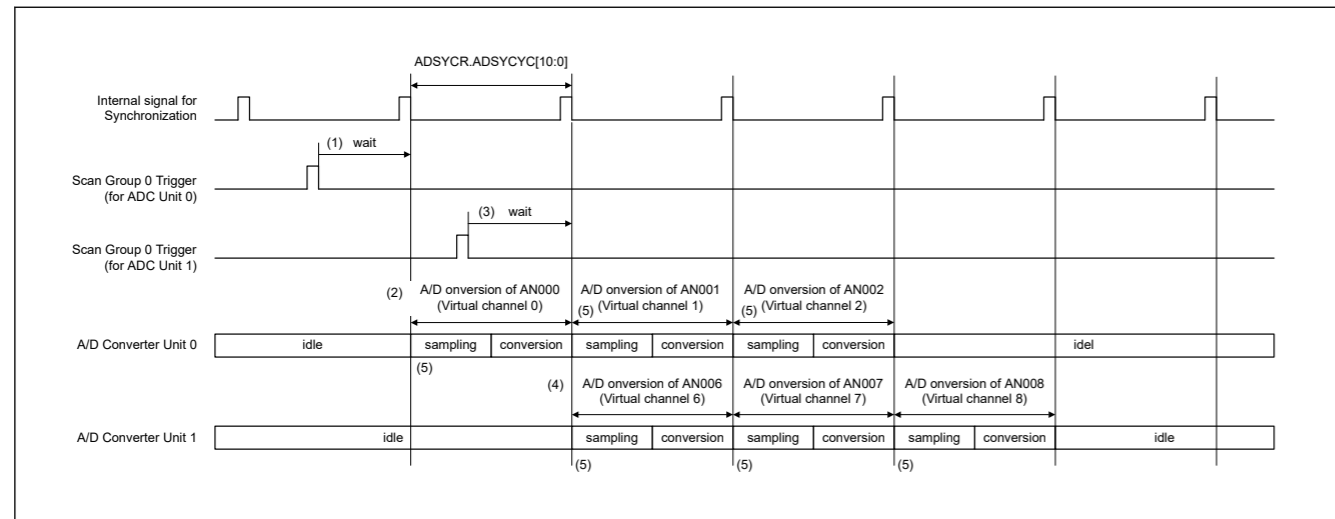 ADSYCR.ADSYCYC[10:0]
Internal signal for
Synchronization
(1) wait
Scan Group 0 Trigger
(for ADC Unit 0)
(3) wait
Scan Group 0 Trigger
(for ADC Unit 1)
(2) A/D onversion of AN000 A/D onversion of AN001 A/D onversion of AN002
(Virtual channel 0) (5) (Virtual channel 1) (5) (Virtual channel 2)
A/D Converter Unit 0 idle sampling conversion sampling conversion sampling conversion idel
(5)
(4) A/D onversion of AN006 A/D onversion of AN007 A/D onversion of AN008
(Virtual channel 6) (Virtual channel 7) (Virtual channel 8)
A/D Converter Unit 1 idle sampling conversion sampling conversion sampling conversion idle
(5) (5) (5)